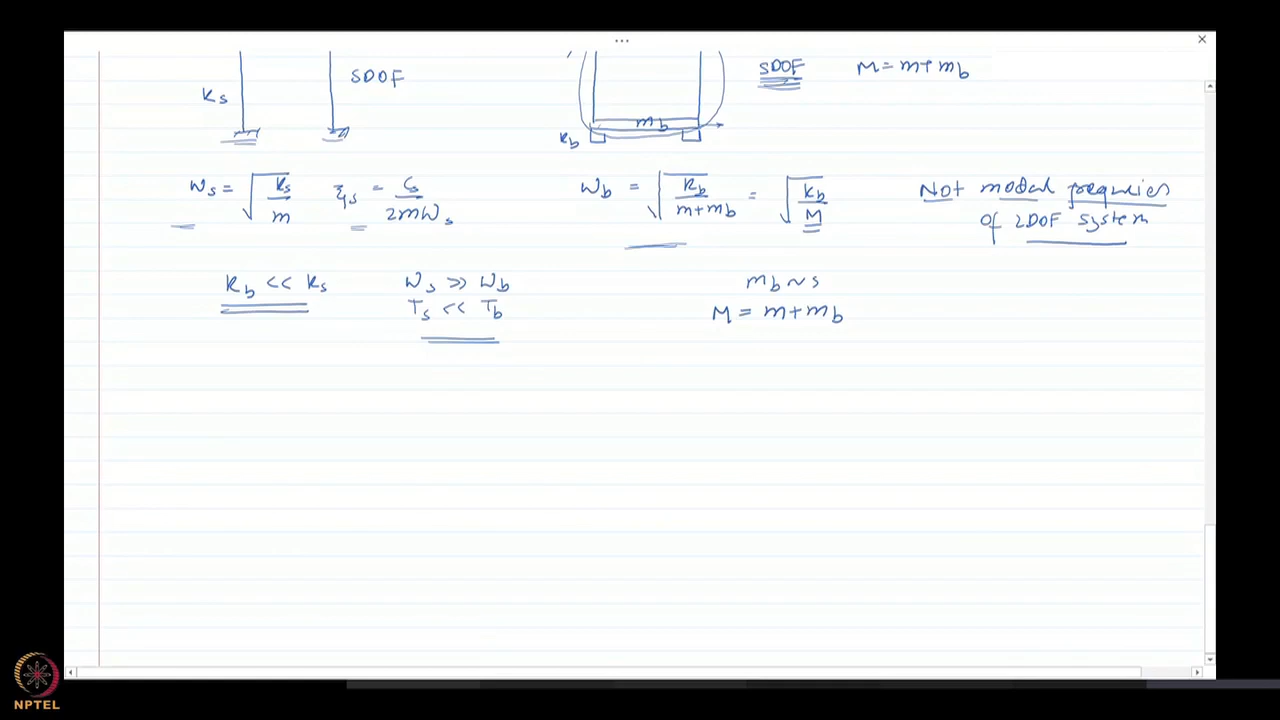 ...
SDOF
SDOF
M = m + mb
ks
mb
kb
ωs = √(ks/m) ξs = cs/2mωs
ωb = √(kb/m+mb) = √(kb/M)
Not modal frequncies
of 2DOF system
kb << ks ωs >> ωb
Ts << Tb
mb ~ s
M = m + mb
NPTEL